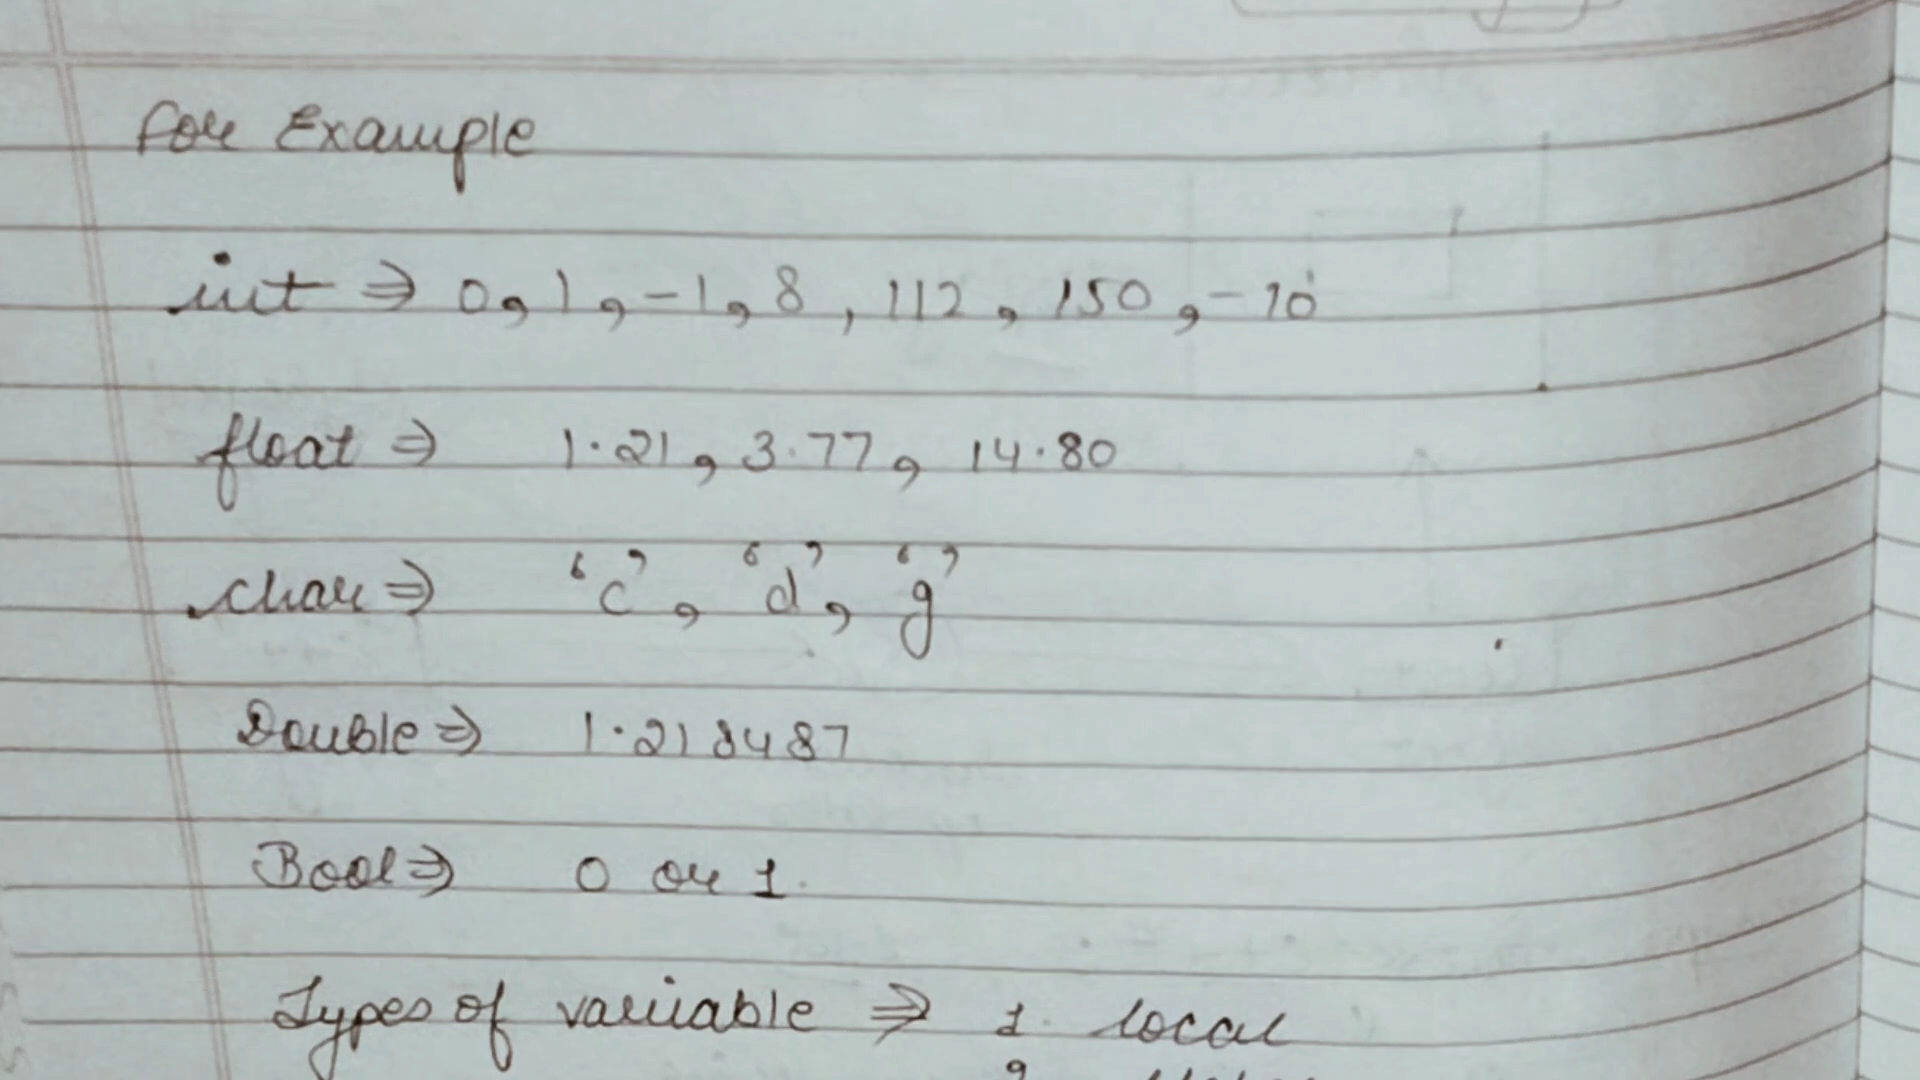 For Example
int ⇒ 0, 1, -1, 8, 112, 150, -10
float ⇒ 1.21, 3.77, 14.80
char ⇒ 'c', 'd', 'g'
Double ⇒ 1.218487
Bool ⇒ 0 or 1.
Types of variable ⇒ 1. local
2.